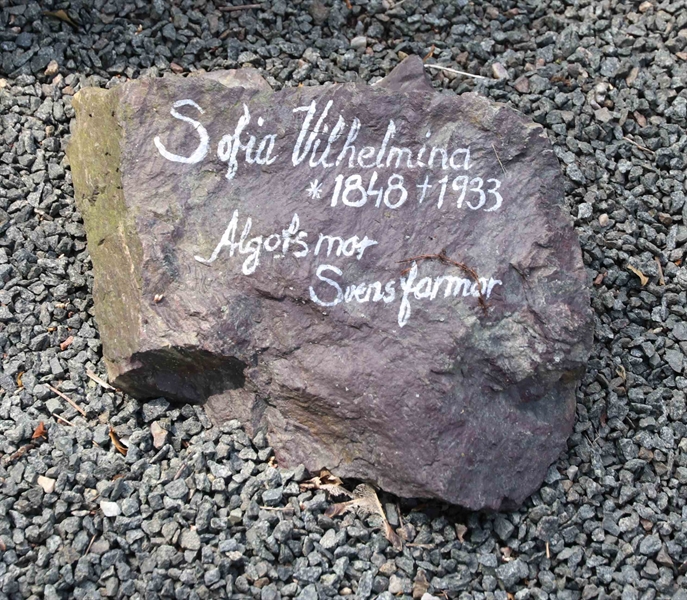 Sofia Vilhelmina
* 1848 + 1933
Algots mor
Svens farmor